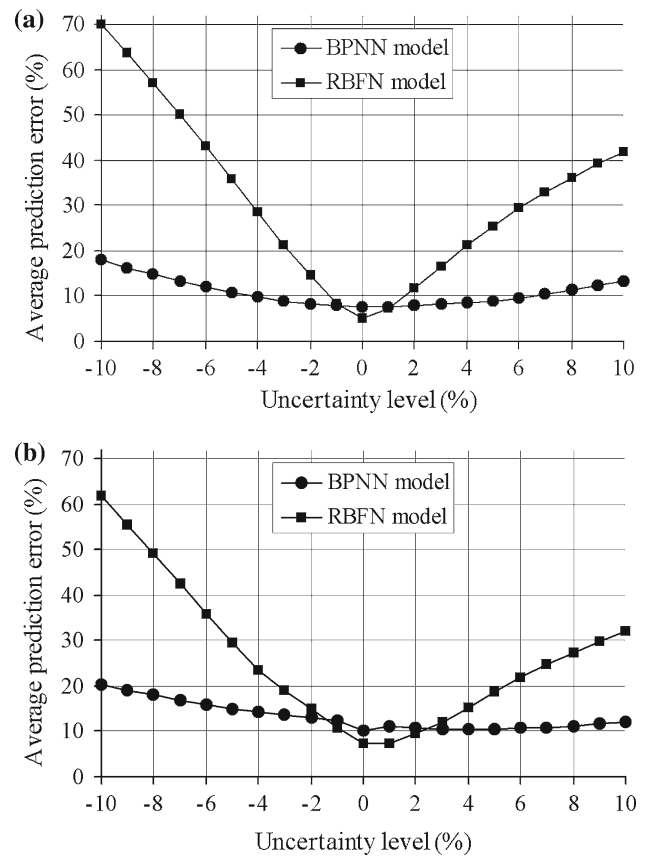 (a)
70
60
50
40
30
20
10
0
Average prediction error (%)
BPNN model
RBFN model
-10 -8 -6 -4 -2 0 2 4 6 8 10
Uncertainty level (%)
(b)
70
60
50
40
30
20
10
0
Average prediction error (%)
BPNN model
RBFN model
-10 -8 -6 -4 -2 0 2 4 6 8 10
Uncertainty level (%)